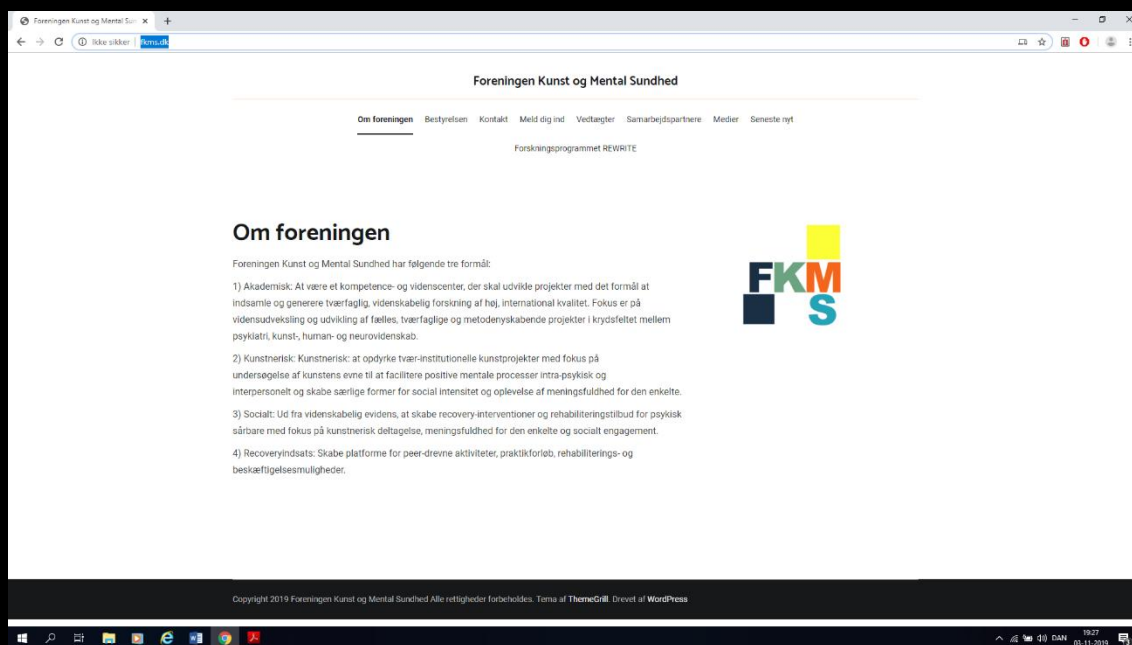 Foreningen Kunst og Mental Sun
Ikke sikker | fkms.dk
Foreningen Kunst og Mental Sundhed
Om foreningen Bestyrelsen Kontakt Meld dig ind Vedtægter Samarbejdspartnere Medier Seneste nyt
Forskningsprogrammet REWRITE
Om foreningen
Foreningen Kunst og Mental Sundhed har følgende tre formål:
1) Akademisk: At være et kompetence- og videnscenter, der skal udvikle projekter med det formål at
indsamle og generere tværfaglig, videnskabelig forskning af høj, international kvalitet. Fokus er på
vidensudveksling og udvikling af fælles, tværfaglige og metodenyskabende projekter i krydsfeltet mellem
psykiatri, kunst-, human- og neurovidenskab.
2) Kunstnerisk: Kunstnerisk: at opdyrke tvær-institutionelle kunstprojekter med fokus på
undersøgelse af kunstens evne til at facilitere positive mentale processer intra-psykisk og
interpersonelt og skabe særlige former for social intensitet og oplevelse af meningsfuldhed for den enkelte.
3) Socialt: Ud fra videnskabelig evidens, at skabe recovery-interventioner og rehabiliteringstilbud for psykisk
sårbare med fokus på kunstnerisk deltagelse, meningsfuldhed for den enkelte og socialt engagement.
4) Recoveryindsats: Skabe platforme for peer-drevne aktiviteter, praktikforløb, rehabiliterings- og
beskæftigelsesmuligheder.
FKM
S
Copyright 2019 Foreningen Kunst og Mental Sundhed Alle rettigheder forbeholdes. Tema af ThemeGrill. Drevet af WordPress
DAN
19:27
03-11-2019